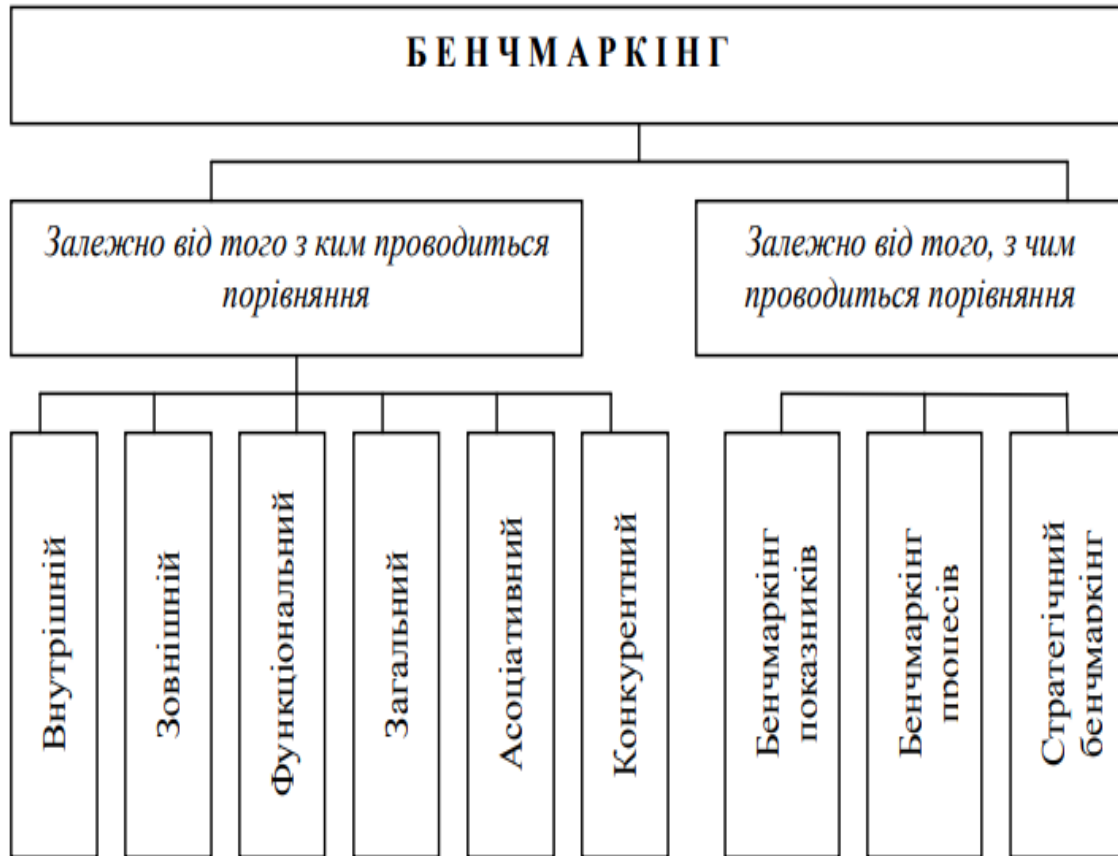 БЕНЧМАРКІНГ
Залежно від того з ким проводиться
порівняння
Залежно від того, з чим
проводиться порівняння
Внутрішній
Зовнішній
Функціональний
Загальний
Асоціативний
Конкурентний
Бенчмаркінг
показників
Бенчмаркінг
процесів
Стратегічний
бенчмаркінг